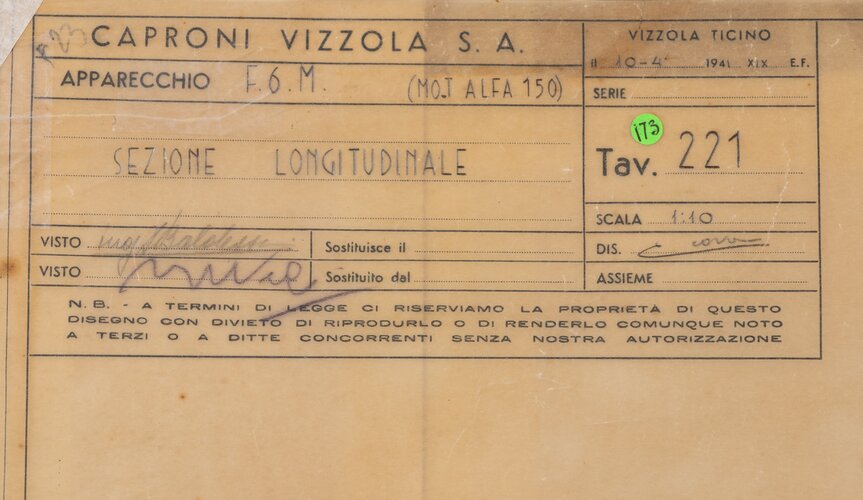 CAPRONI VIZZOLA S. A.
VIZZOLA TICINO
il 10-4 1941 XIX E.F.
APPARECCHIO F.6.M. (MOT ALFA 150)
SERIE
173
SEZIONE LONGITUDINALE
Tav. 221
SCALA 1:10
VISTO ing.
Sostituisce il
DIS.
VISTO
Sostituito dal
ASSIEME
N. B. - A TERMINI DI LEGGE CI RISERVIAMO LA PROPRIETÀ DI QUESTO
DISEGNO CON DIVIETO DI RIPRODURLO O DI RENDERLO COMUNQUE NOTO
A TERZI O A DITTE CONCORRENTI SENZA NOSTRA AUTORIZZAZIONE